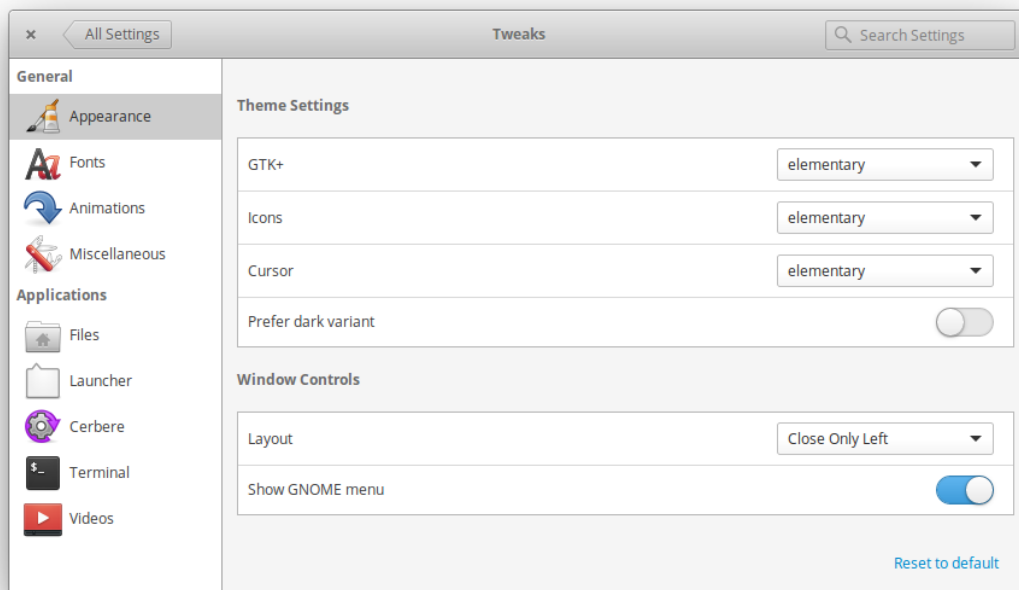 All Settings
Tweaks
Search Settings
General
Appearance
Fonts
Animations
Miscellaneous
Applications
Files
Launcher
Cerbere
$_
Terminal
Videos
Theme Settings
GTK+ elementary
Icons elementary
Cursor elementary
Prefer dark variant
Window Controls
Layout Close Only Left
Show GNOME menu
Reset to default